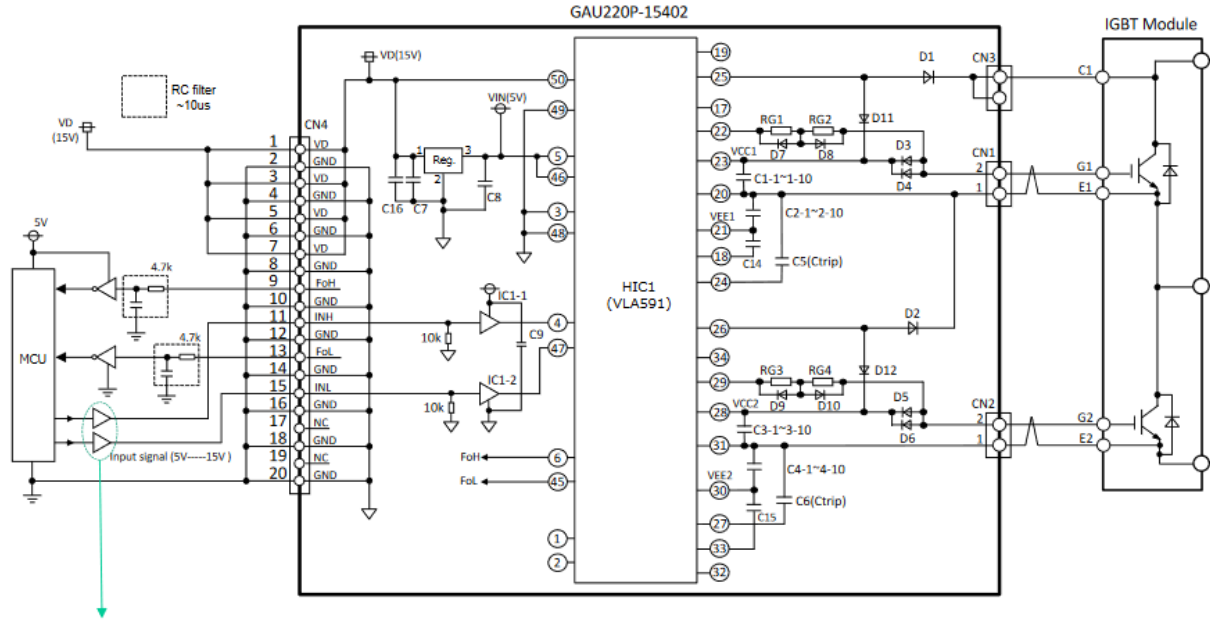 GAU220P-15402
IGBT Module
RC filter
~10us
VD
(15V)
VD(15V)
VIN(5V)
CN4
1 VD
2 GND
3 VD
4 GND
5 VD
6 GND
7 VD
8 GND
9 FoH
10 GND
11 INH
12 GND
13 FoL
14 GND
15 INL
16 GND
17 NC
18 GND
19 NC
20 GND
5V
4.7k
4.7k
MCU
Input signal (5V-----15V )
1 Reg. 3
2
C16 C7 C8
IC1-1
10k
C9
IC1-2
10k
FoH
FoL
50
49
5
46
3
48
4
47
6
45
1
2
HIC1
(VLA591)
19
25
17
22
23
20
21
18
24
26
34
29
28
31
30
27
33
32
D1
CN3
C1
D11
RG1 RG2
D7 D8
D3
D4
VCC1
CN1
2 G1
1 E1
C1-1~1-10
C2-1~2-10
VEE1
C14
C5(Ctrip)
D2
D12
RG3 RG4
D9 D10
D5
D6
VCC2
CN2
2 G2
1 E2
C3-1~3-10
C4-1~4-10
VEE2
C15
C6(Ctrip)